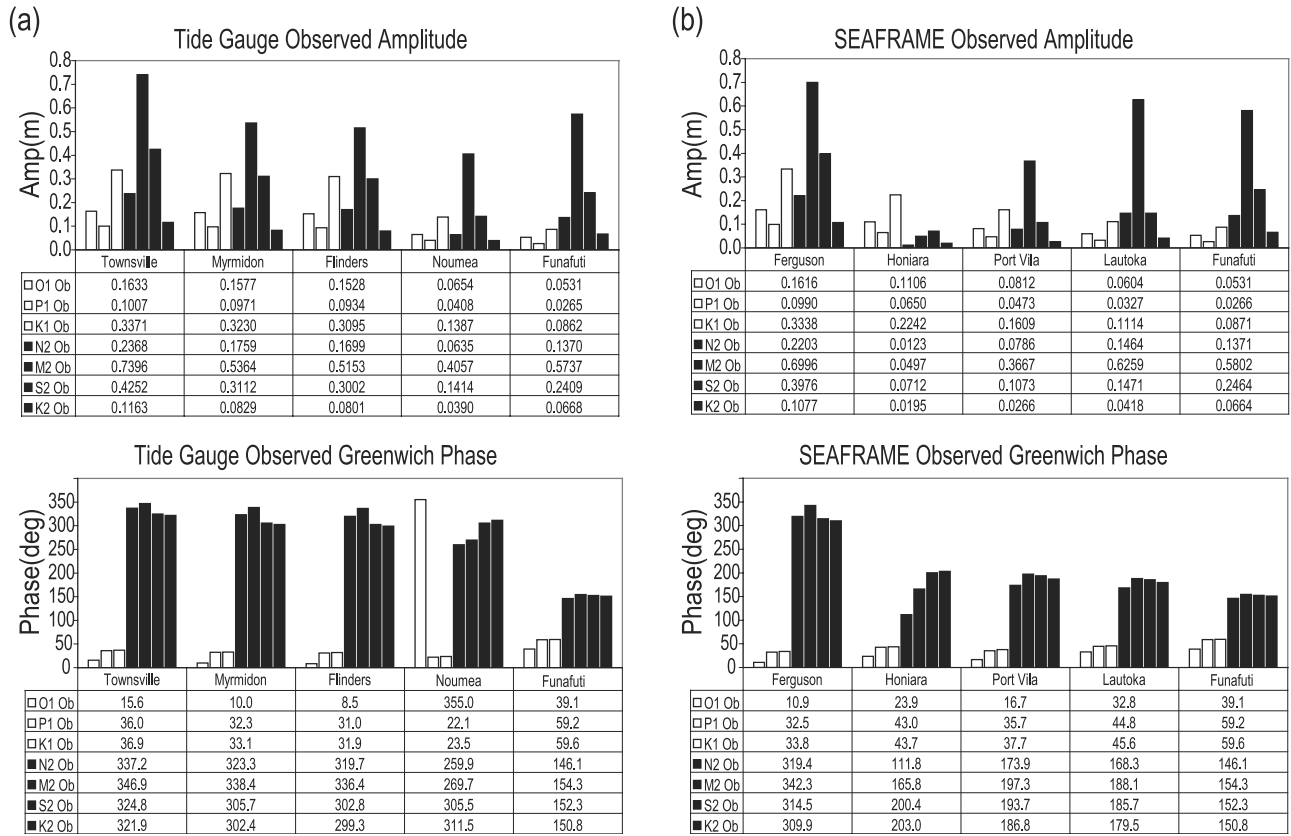 (a)
Tide Gauge Observed Amplitude
Amp(m)
0.8
0.7
0.6
0.5
0.4
0.3
0.2
0.1
0.0
Townsville Myrmidon Flinders Noumea Funafuti
O1 Ob 0.1633 0.1577 0.1528 0.0654 0.0531
P1 Ob 0.1007 0.0971 0.0934 0.0408 0.0265
K1 Ob 0.3371 0.3230 0.3095 0.1387 0.0862
N2 Ob 0.2368 0.1759 0.1699 0.0635 0.1370
M2 Ob 0.7396 0.5364 0.5153 0.4057 0.5737
S2 Ob 0.4252 0.3112 0.3002 0.1414 0.2409
K2 Ob 0.1163 0.0829 0.0801 0.0390 0.0668
Tide Gauge Observed Greenwich Phase
Phase(deg)
350
300
250
200
150
100
50
0
Townsville Myrmidon Flinders Noumea Funafuti
O1 Ob 15.6 10.0 8.5 355.0 39.1
P1 Ob 36.0 32.3 31.0 22.1 59.2
K1 Ob 36.9 33.1 31.9 23.5 59.6
N2 Ob 337.2 323.3 319.7 259.9 146.1
M2 Ob 346.9 338.4 336.4 269.7 154.3
S2 Ob 324.8 305.7 302.8 305.5 152.3
K2 Ob 321.9 302.4 299.3 311.5 150.8
(b)
SEAFRAME Observed Amplitude
Amp(m)
0.8
0.7
0.6
0.5
0.4
0.3
0.2
0.1
0.0
Ferguson Honiara Port Vila Lautoka Funafuti
O1 Ob 0.1616 0.1106 0.0812 0.0604 0.0531
P1 Ob 0.0990 0.0650 0.0473 0.0327 0.0266
K1 Ob 0.3338 0.2242 0.1609 0.1114 0.0871
N2 Ob 0.2203 0.0123 0.0786 0.1464 0.1371
M2 Ob 0.6996 0.0497 0.3667 0.6259 0.5802
S2 Ob 0.3976 0.0712 0.1073 0.1471 0.2464
K2 Ob 0.1077 0.0195 0.0266 0.0418 0.0664
SEAFRAME Observed Greenwich Phase
Phase(deg)
350
300
250
200
150
100
50
0
Ferguson Honiara Port Vila Lautoka Funafuti
O1 Ob 10.9 23.9 16.7 32.8 39.1
P1 Ob 32.5 43.0 35.7 44.8 59.2
K1 Ob 33.8 43.7 37.7 45.6 59.6
N2 Ob 319.4 111.8 173.9 168.3 146.1
M2 Ob 342.3 165.8 197.3 188.1 154.3
S2 Ob 314.5 200.4 193.7 185.7 152.3
K2 Ob 309.9 203.0 186.8 179.5 150.8